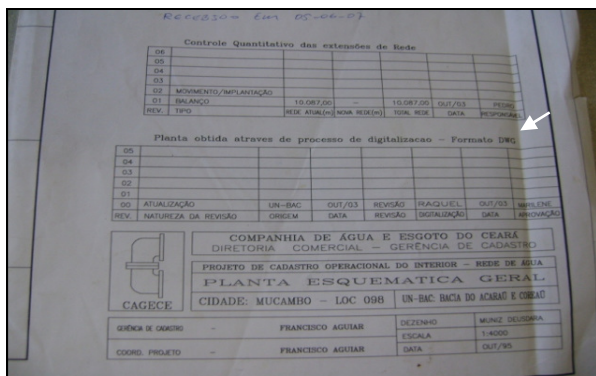 RECEBIDO Em 05-06-07
Controle Quantitativo das extensões de Rede
06
05
04
03
02 MOVIMENTO/IMPLANTAÇÃO
01 BALANÇO 10.087,00 – 10.087,00 OUT/03 PEDRO
REV. TIPO REDE ATUAL(m) NOVA REDE(m) TOTAL REDE DATA RESPONSÁVEL
Planta obtida atraves de processo de digitalizacao – Formato DWG
05
04
03
02
01
00 ATUALIZAÇÃO UN-BAC OUT/03 REVISÃO RAQUEL OUT/03 MARILENE
REV. NATUREZA DA REVISÃO ORIGEM DATA REVISÃO DIGITALIZAÇÃO DATA APROVAÇÃO
COMPANHIA DE ÁGUA E ESGOTO DO CEARÁ
DIRETORIA COMERCIAL – GERÊNCIA DE CADASTRO
PROJETO DE CADASTRO OPERACIONAL DO INTERIOR – REDE DE ÁGUA
PLANTA ESQUEMATICA GERAL
CAGECE CIDADE: MUCAMBO – LOC 098 UN-BAC: BACIA DO ACARAÚ E COREAÚ
GERÊNCIA DE CADASTRO – FRANCISCO AGUIAR DEZENHO MUNIZ DEUSDARA
ESCALA 1:4000
COORD. PROJETO – FRANCISCO AGUIAR DATA OUT/95